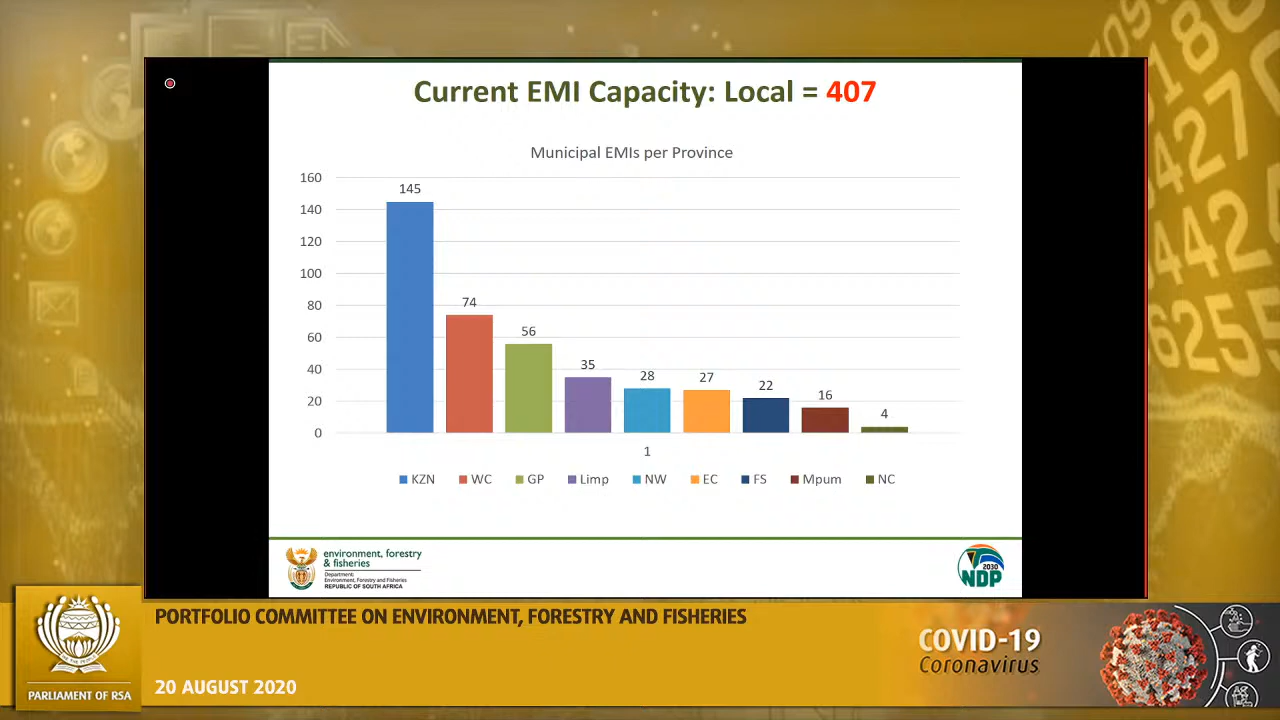 Current EMI Capacity: Local = 407
Municipal EMIs per Province
160
140
120
100
80
60
40
20
0
145
74
56
35
28
27
22
16
4
1
KZN WC GP Limp NW EC FS Mpum NC
environment, forestry
& fisheries
Department:
Environment, Forestry and Fisheries
REPUBLIC OF SOUTH AFRICA
2030
NDP
PORTFOLIO COMMITTEE ON ENVIRONMENT, FORESTRY AND FISHERIES
20 AUGUST 2020
PARLIAMENT OF RSA
COVID-19
Coronavirus